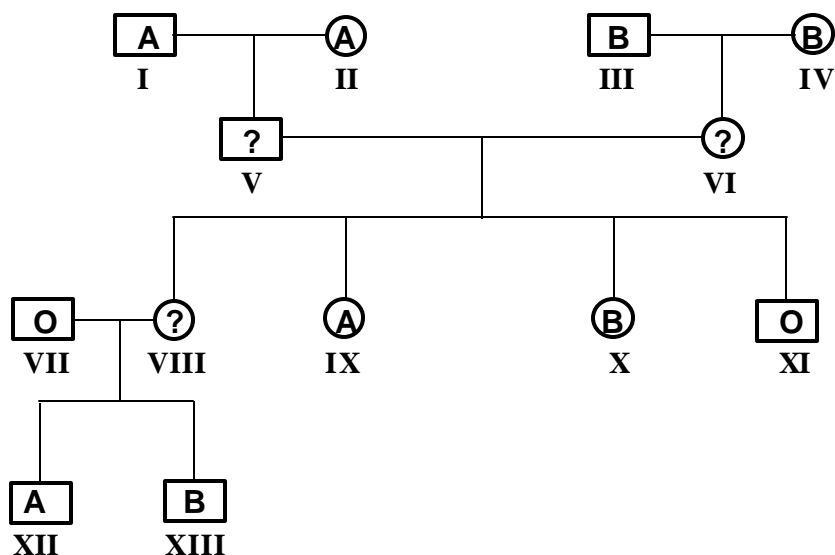 A A B B
I II III IV
? ?
V VI
O ? A B O
VII VIII IX X XI
A B
XII XIII